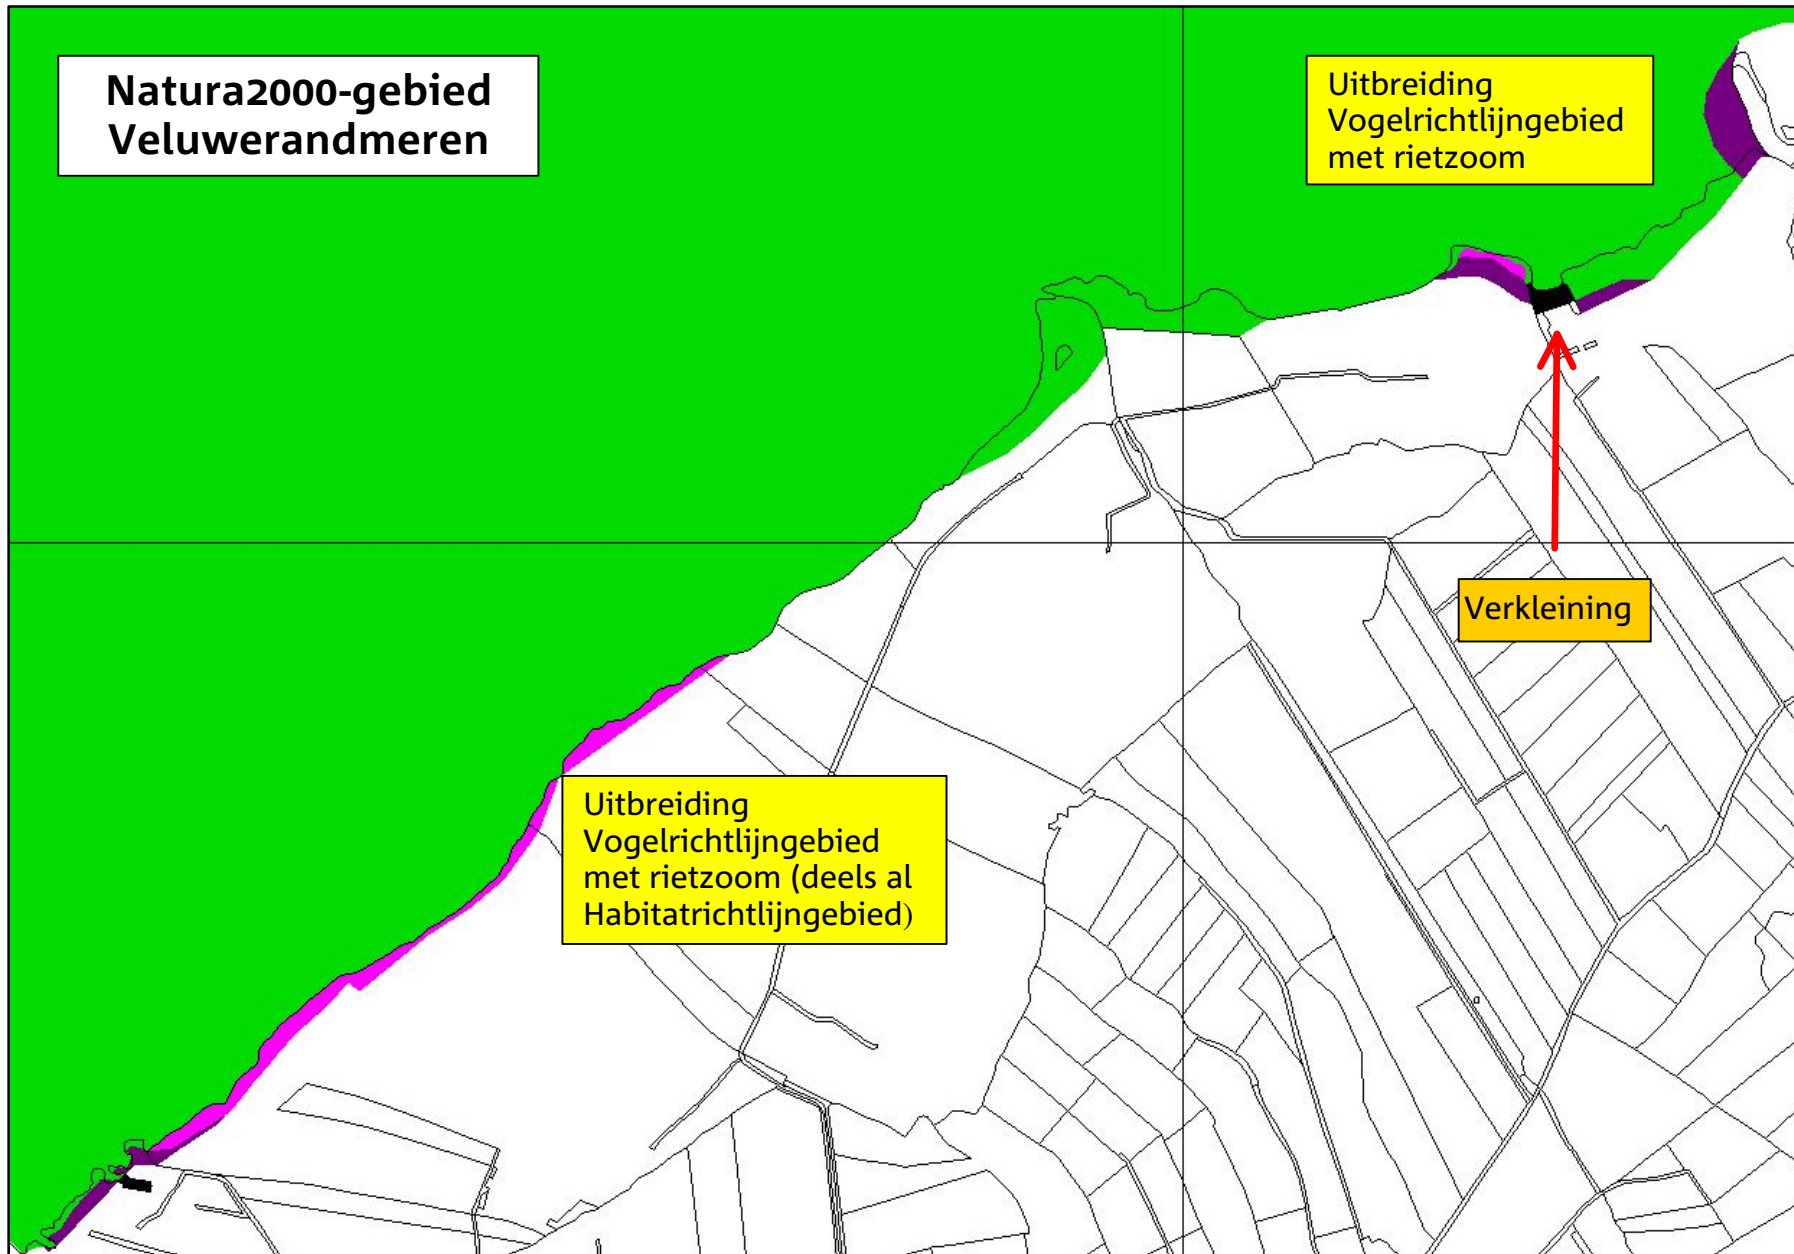 Natura2000-gebied
Veluwerandmeren
Uitbreiding
Vogelrichtlijngebied
met rietzoom
Verkleining
Uitbreiding
Vogelrichtlijngebied
met rietzoom (deels al
Habitatrichtlijngebied)